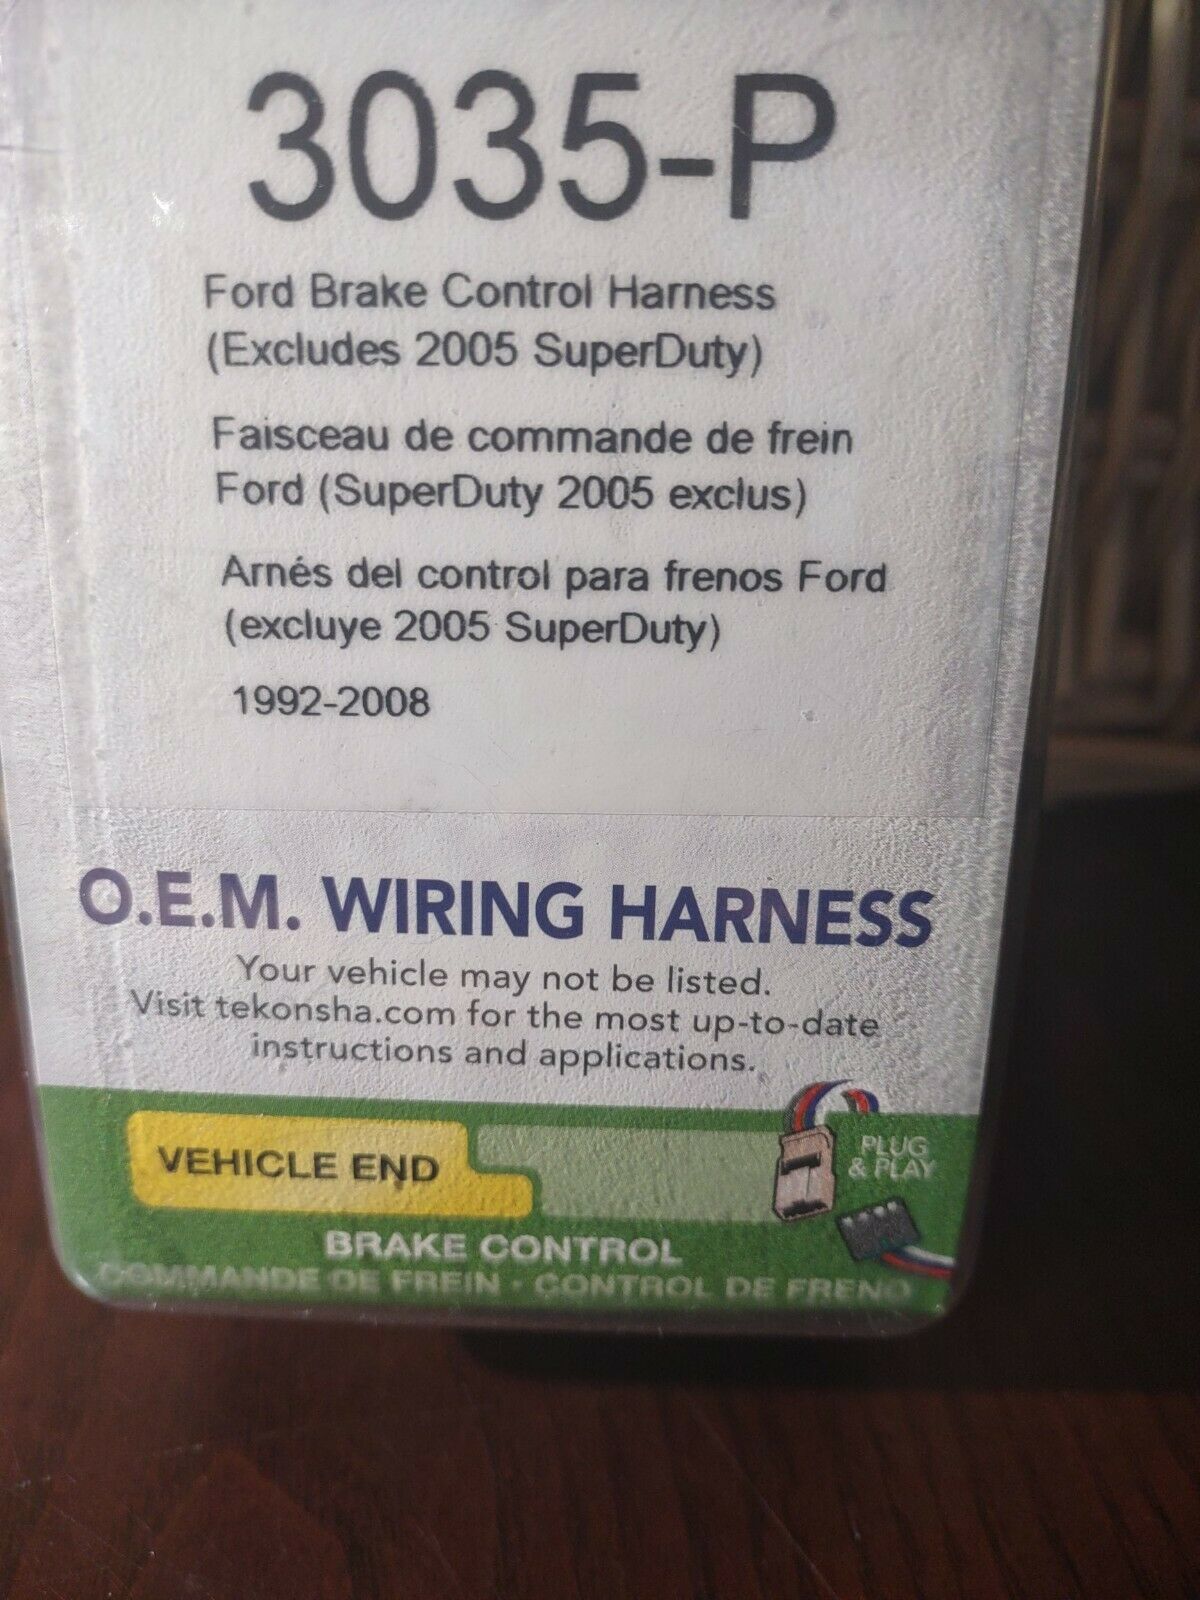 3035-P
Ford Brake Control Harness
(Excludes 2005 SuperDuty)
Faisceau de commande de frein
Ford (SuperDuty 2005 exclus)
Arnés del control para frenos Ford
(excluye 2005 SuperDuty)
1992-2008
O.E.M. WIRING HARNESS
Your vehicle may not be listed.
Visit tekonsha.com for the most up-to-date
instructions and applications.
VEHICLE END
PLUG
& PLAY
BRAKE CONTROL
COMMANDE DE FREIN • CONTROL DE FRENO